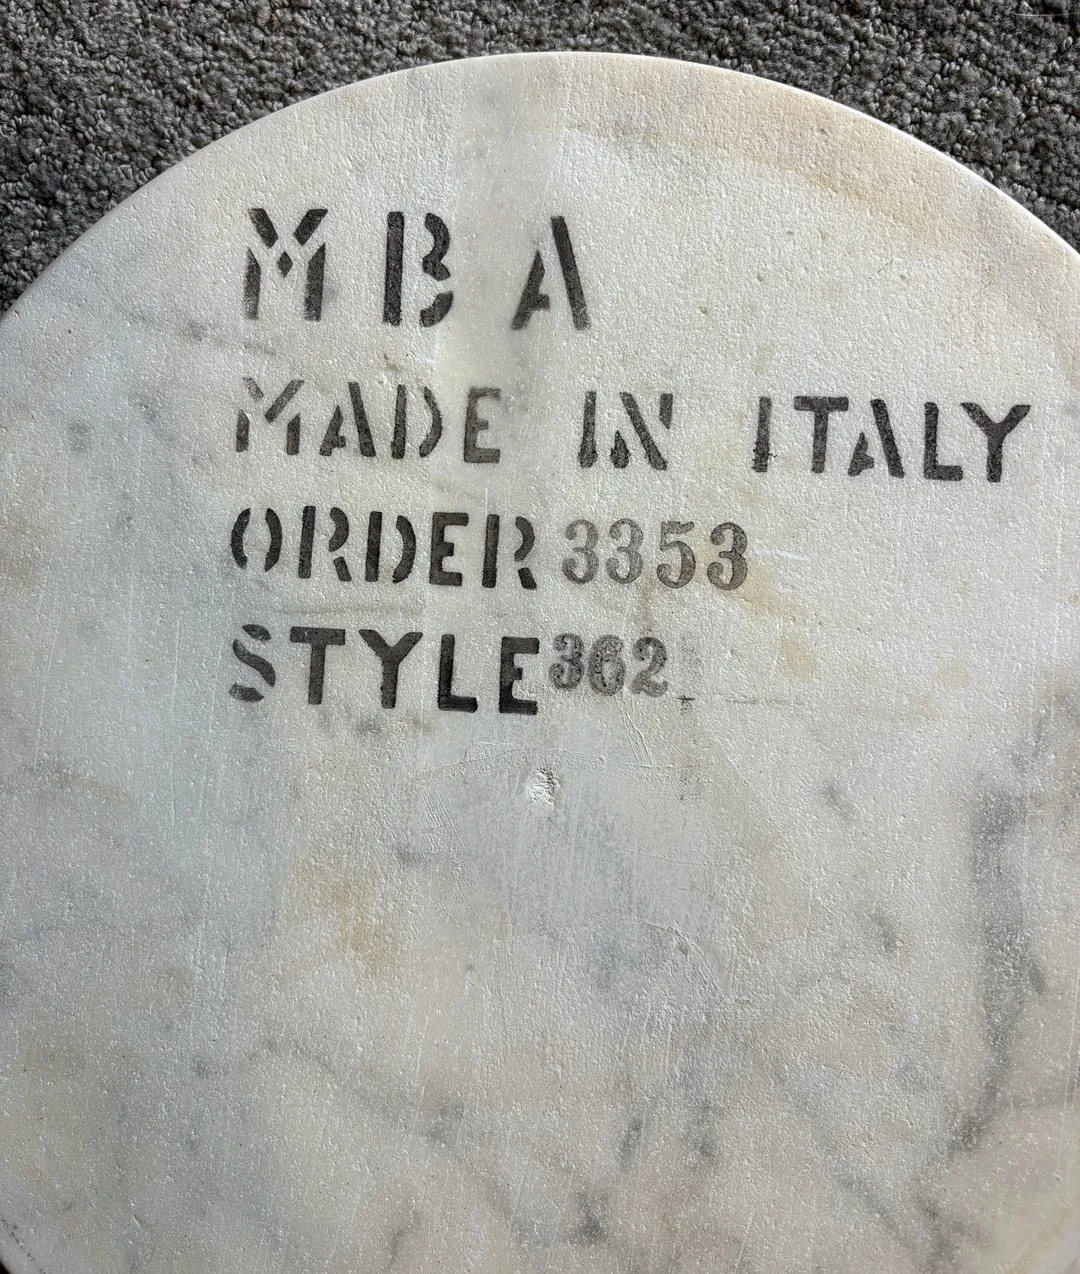 MBA
MADE IN ITALY
ORDER 3353
STYLE 362